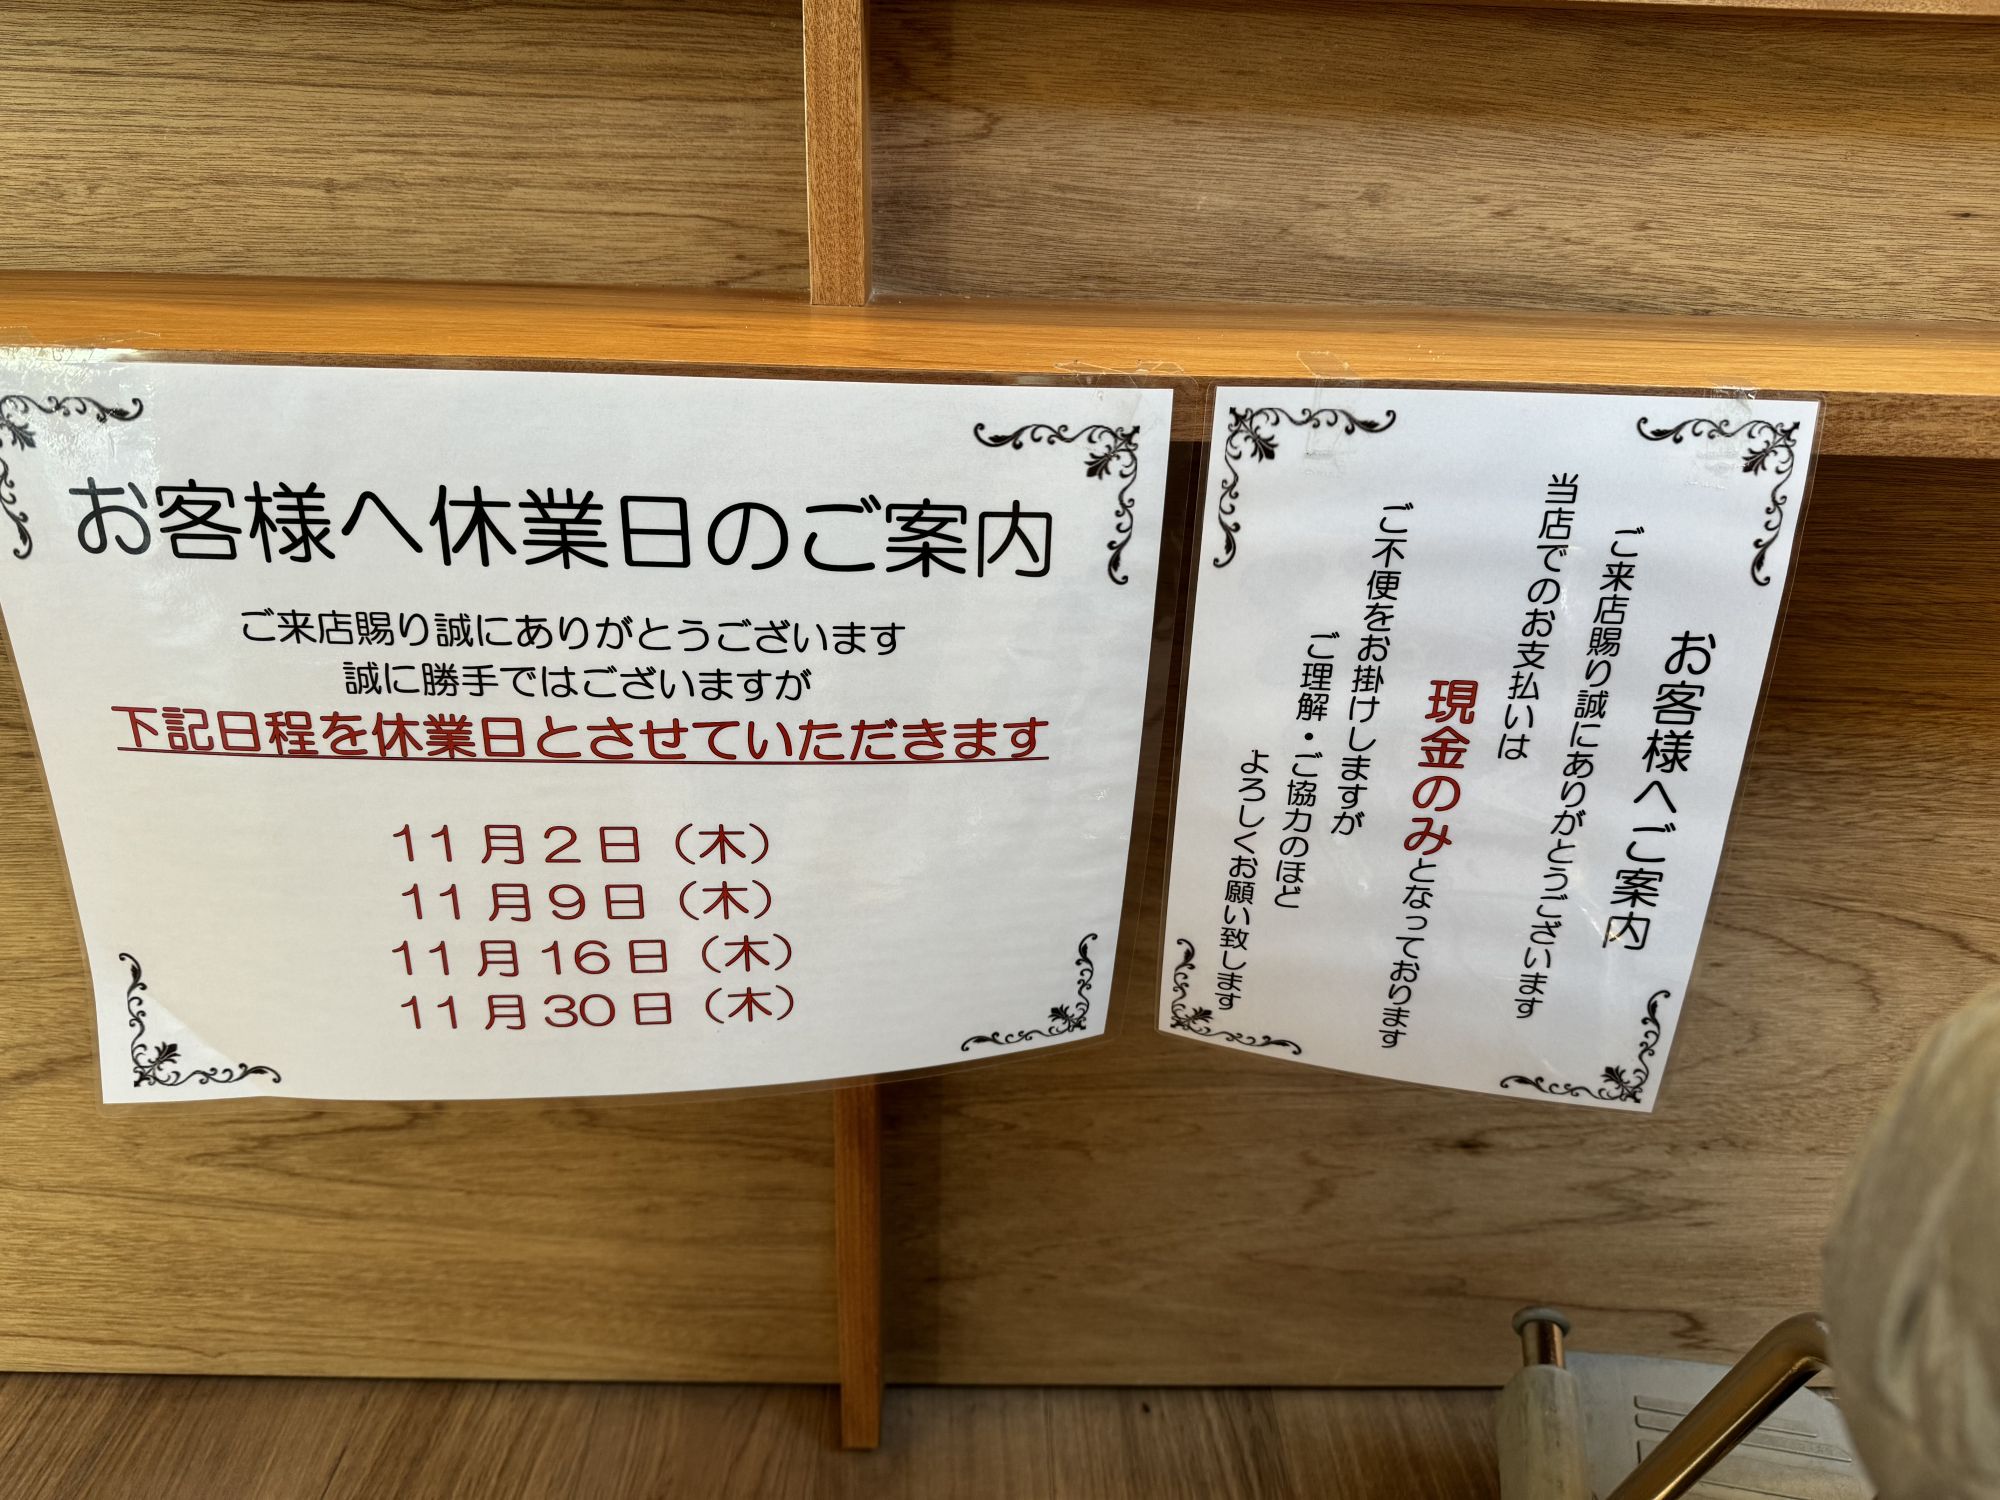 お客様へ休業日のご案内
ご来店賜り誠にありがとうございます
誠に勝手ではございますが
下記日程を休業日とさせていただきます
11月2日(木)
11月9日(木)
11月16日(木)
11月30日(木)
お客様へご案内
ご来店賜り誠にありがとうございます
当店でのお支払いは
現金のみとなっております
ご不便をお掛けしますが
ご理解・ご協力のほど
よろしくお願い致します